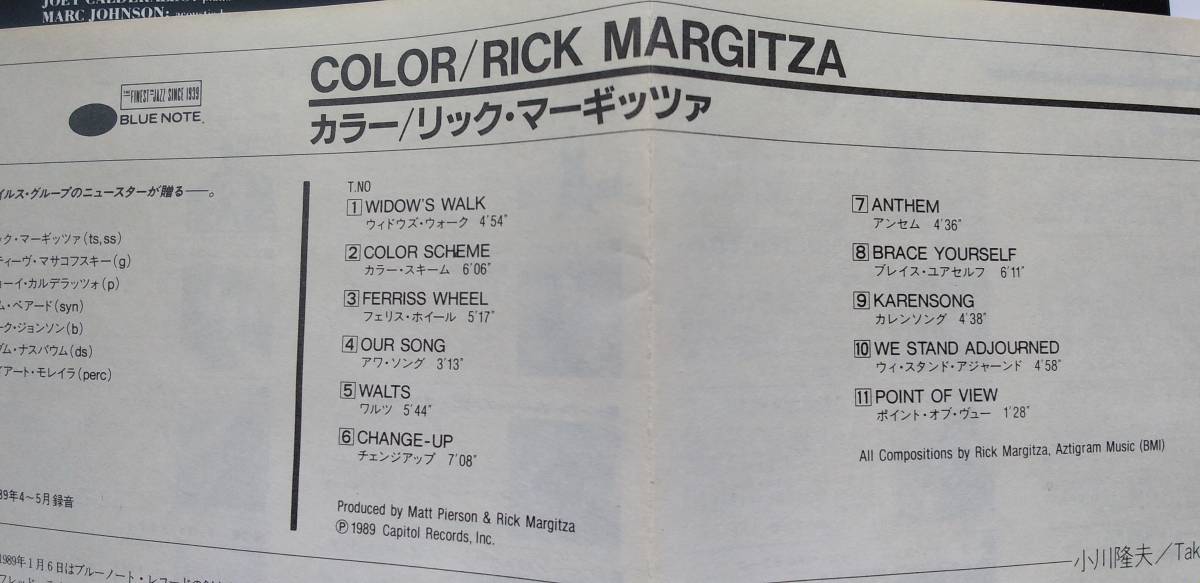 MARC JOHNSON:
COLOR/RICK MARGITZA
カラー/リック・マーギッツァ
THE FINEST IN JAZZ SINCE 1939
BLUE NOTE.
イルス・グループのニュースターが贈る——。
ック・マーギッツァ(ts,ss)
ティーヴ・マサコフスキー(g)
ョーイ・カルデラッツォ(p)
ム・ベアード(syn)
ーク・ジョンソン(b)
ダム・ナスバウム(ds)
イアート・モレイラ(perc)
89年4〜5月録音
T.NO
1 WIDOW'S WALK
ウィドウズ・ウォーク 4'54"
2 COLOR SCHEME
カラー・スキーム 6'06"
3 FERRISS WHEEL
フェリス・ホイール 5'17"
4 OUR SONG
アワ・ソング 3'13"
5 WALTS
ワルツ 5'44"
6 CHANGE-UP
チェンジアップ 7'08"
Produced by Matt Pierson & Rick Margitza
Ⓟ1989 Capitol Records, Inc.
7 ANTHEM
アンセム 4'36"
8 BRACE YOURSELF
ブレイス・ユアセルフ 6'11"
9 KARENSONG
カレンソング 4'38"
10 WE STAND ADJOURNED
ウィ・スタンド・アジャーンド 4'58"
11 POINT OF VIEW
ポイント・オブ・ヴュー 1'28"
All Compositions by Rick Margitza, Aztigram Music (BMI)
小川隆夫/Tak
1989年1月6日はブルーノート・レコードの